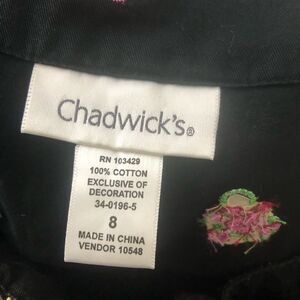 Chadwick's®
RN 103429
100% COTTON
EXCLUSIVE OF
DECORATION
34-0196-5
8
MADE IN CHINA
VENDOR 10548